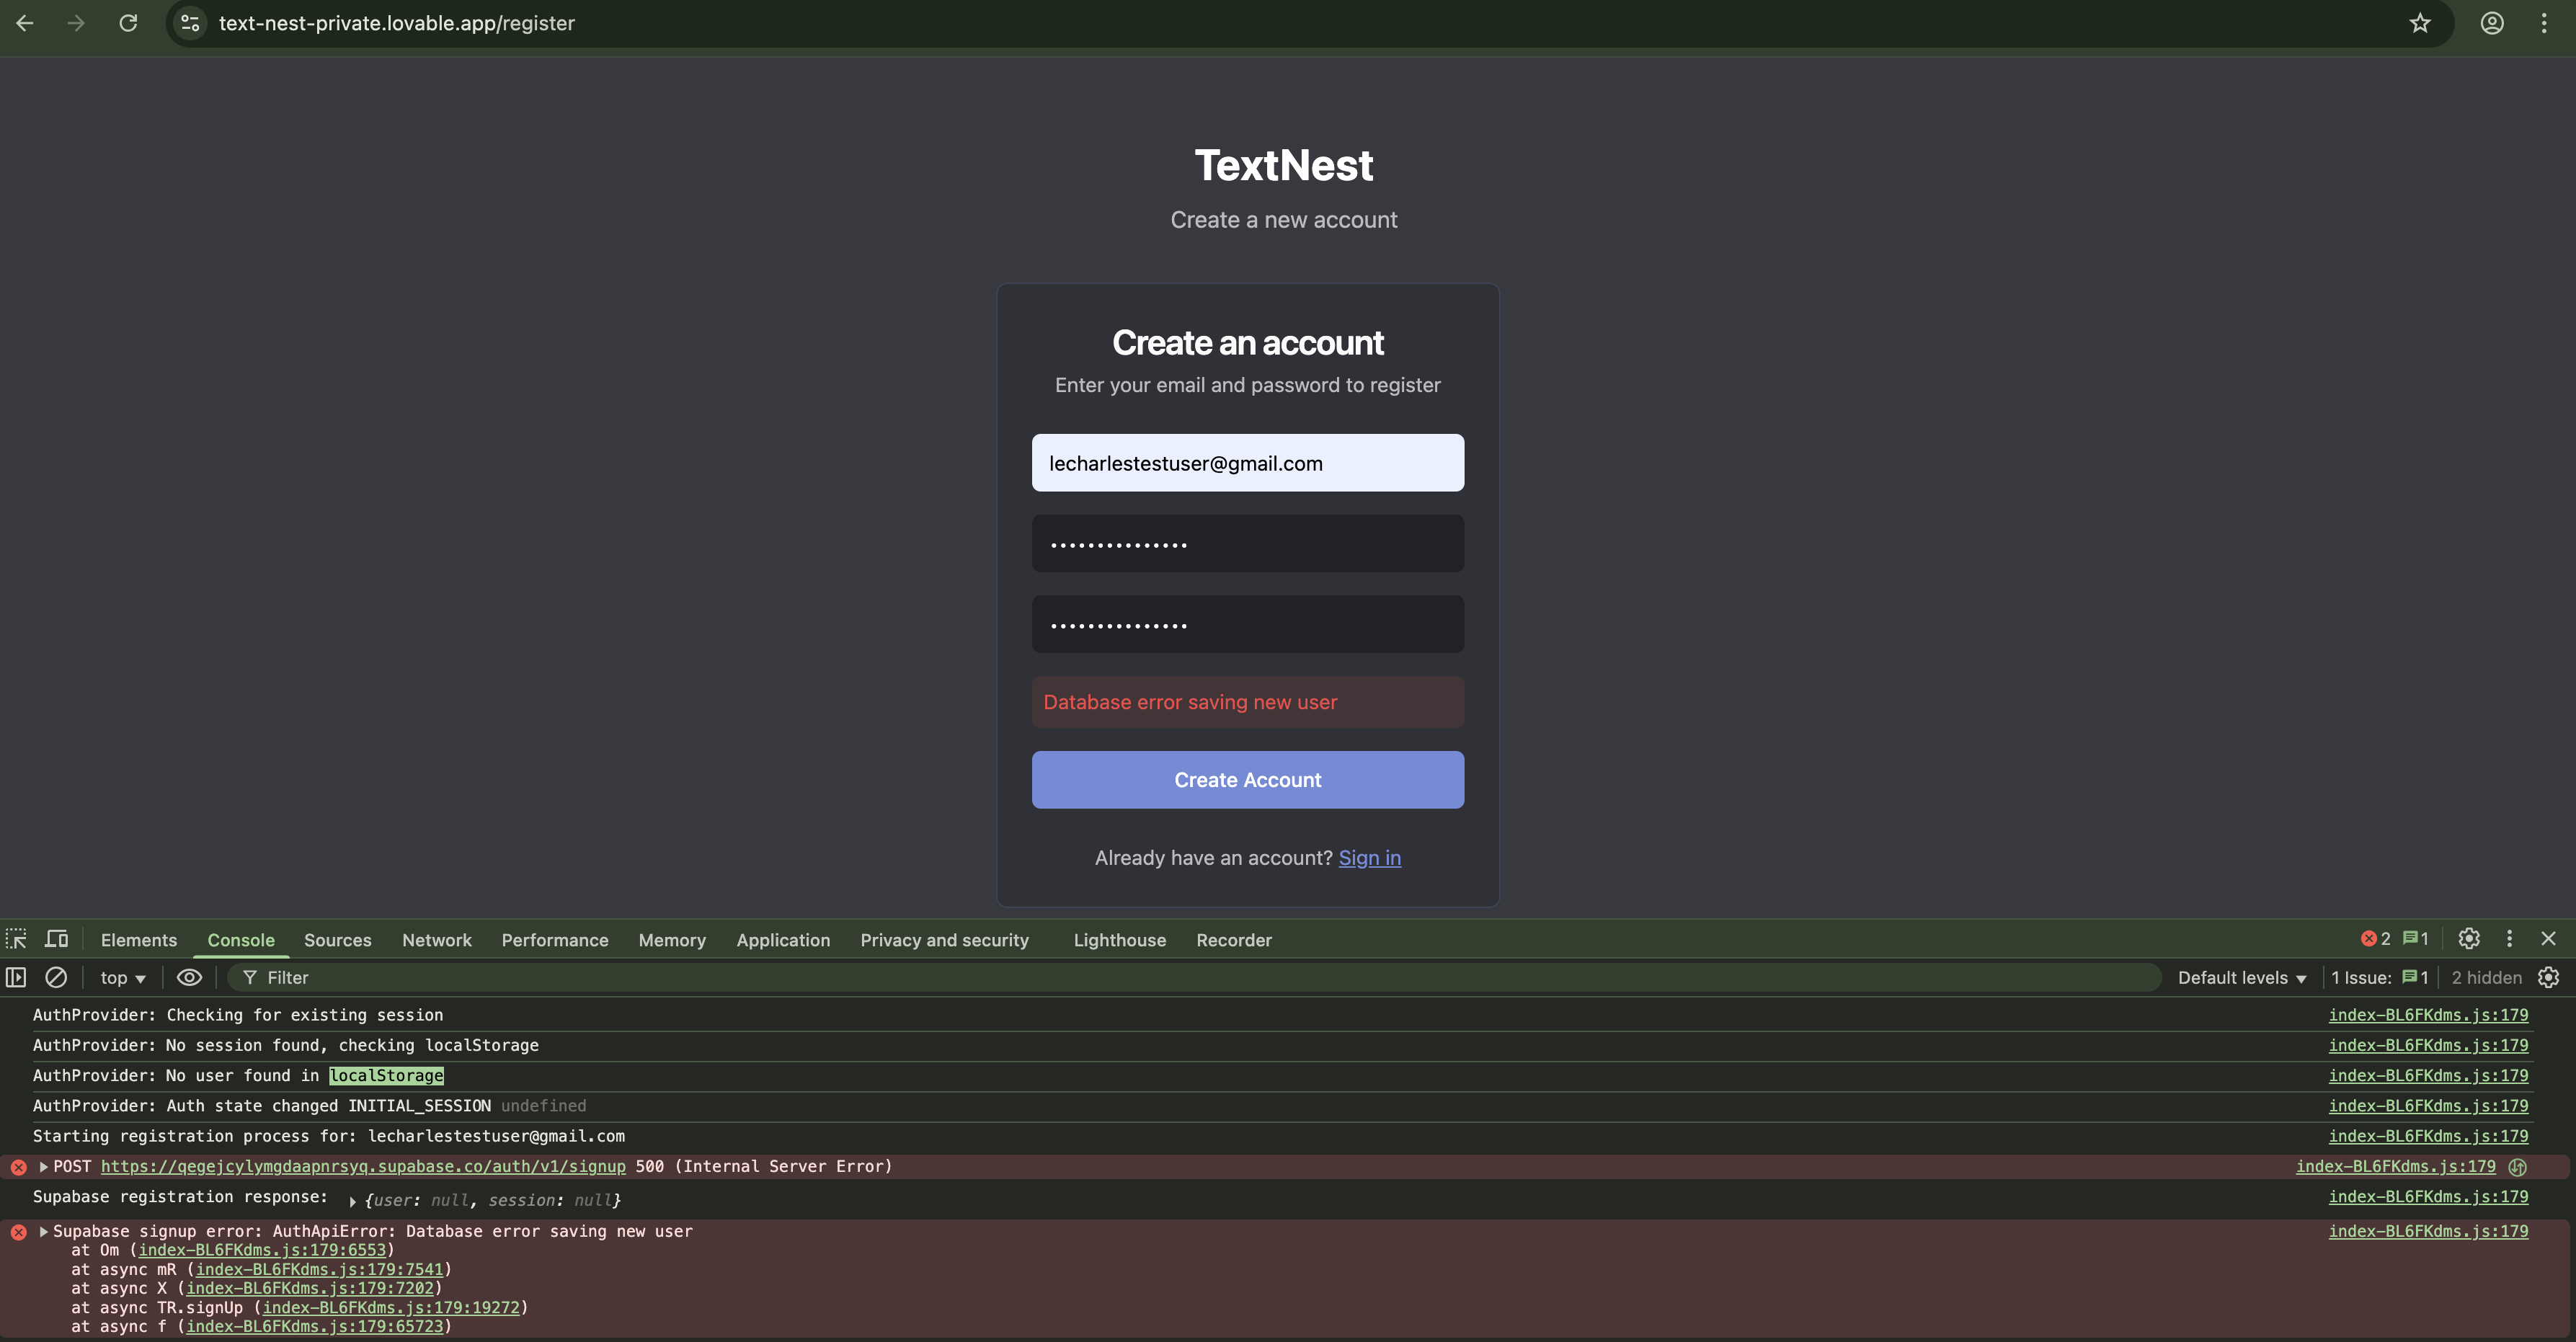 text-nest-private.lovable.app/register
TextNest
Create a new account
Create an account
Enter your email and password to register
lecharlestestuser@gmail.com
•••••••••••••••
•••••••••••••••
Database error saving new user
Create Account
Already have an account? Sign in
Elements Console Sources Network Performance Memory Application Privacy and security Lighthouse Recorder 2 1
top Filter Default levels 1 Issue: 1 2 hidden
AuthProvider: Checking for existing session index-BL6FKdms.js:179
AuthProvider: No session found, checking localStorage index-BL6FKdms.js:179
AuthProvider: No user found in localStorage index-BL6FKdms.js:179
AuthProvider: Auth state changed INITIAL_SESSION undefined index-BL6FKdms.js:179
Starting registration process for: lecharlestestuser@gmail.com index-BL6FKdms.js:179
POST https://qegejcylymgdaapnrsyq.supabase.co/auth/v1/signup 500 (Internal Server Error) index-BL6FKdms.js:179
Supabase registration response: {user: null, session: null} index-BL6FKdms.js:179
Supabase signup error: AuthApiError: Database error saving new user index-BL6FKdms.js:179
at Om (index-BL6FKdms.js:179:6553)
at async mR (index-BL6FKdms.js:179:7541)
at async X (index-BL6FKdms.js:179:7202)
at async TR.signUp (index-BL6FKdms.js:179:19272)
at async f (index-BL6FKdms.js:179:65723)